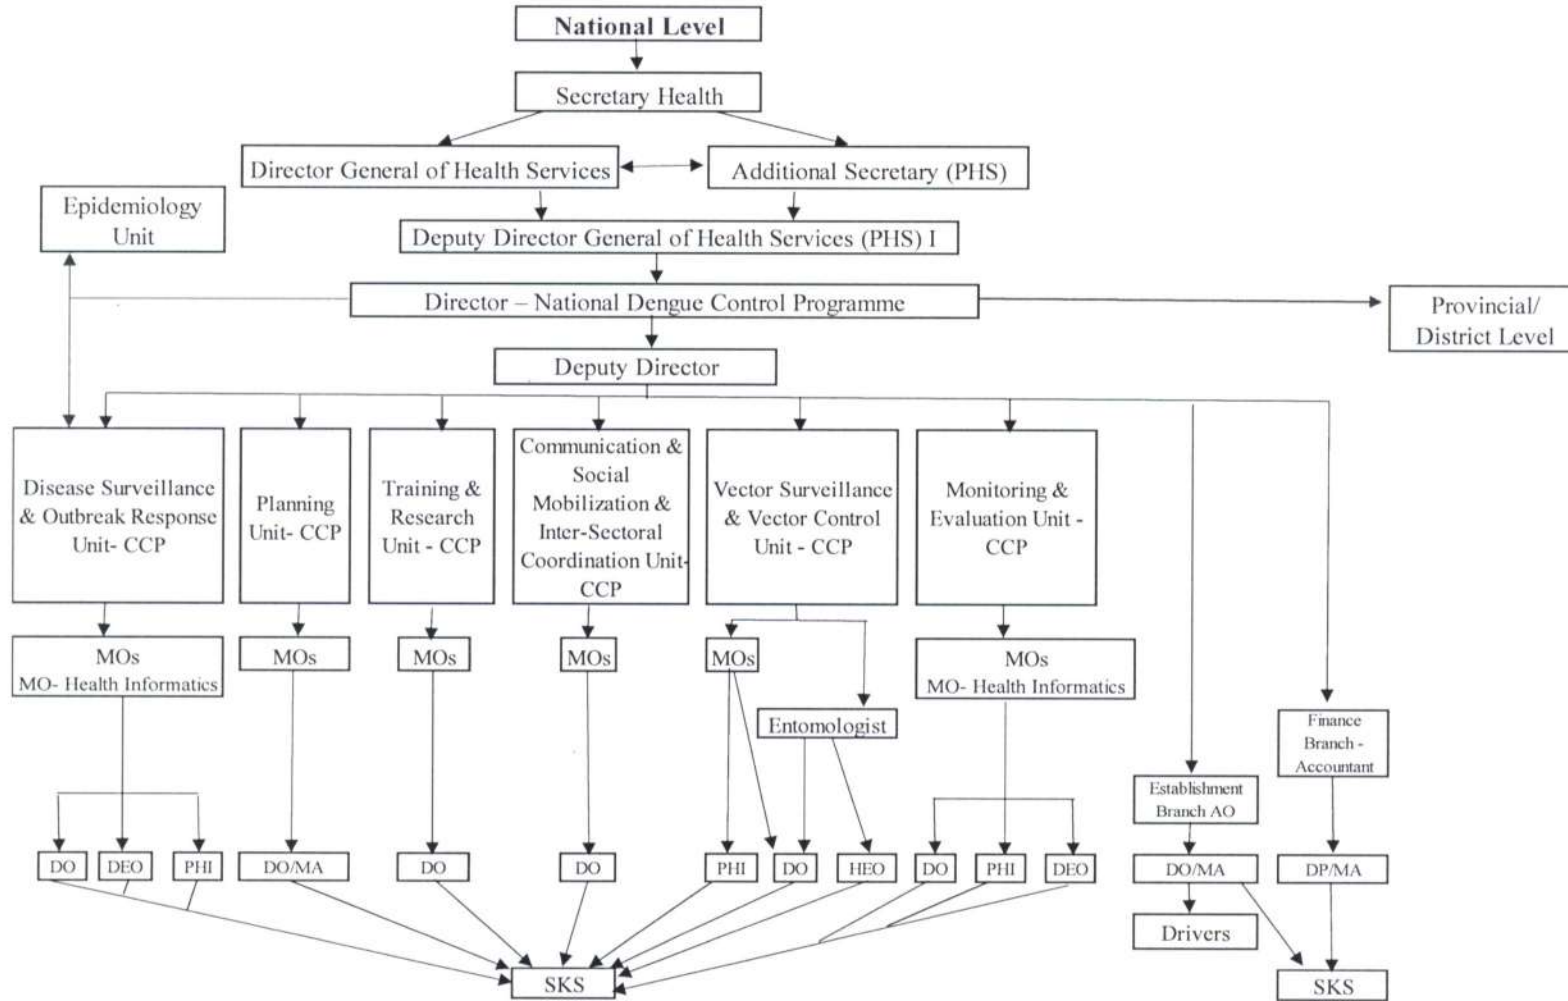 National Level
Secretary Health
Director General of Health Services
Additional Secretary (PHS)
Epidemiology
Unit
Deputy Director General of Health Services (PHS) I
Director – National Dengue Control Programme
Provincial/
District Level
Deputy Director
Disease Surveillance
& Outbreak Response
Unit- CCP
Planning
Unit- CCP
Training &
Research
Unit - CCP
Communication &
Social
Mobilization &
Inter-Sectoral
Coordination Unit-
CCP
Vector Surveillance
& Vector Control
Unit - CCP
Monitoring &
Evaluation Unit -
CCP
MOs
MO- Health Informatics
MOs
MOs
MOs
MOs
MOs
MO- Health Informatics
Entomologist
Finance
Branch -
Accountant
Establishment
Branch AO
DO
DEO
PHI
DO/MA
DO
DO
PHI
DO
HEO
DO
PHI
DEO
DO/MA
DP/MA
Drivers
SKS
SKS